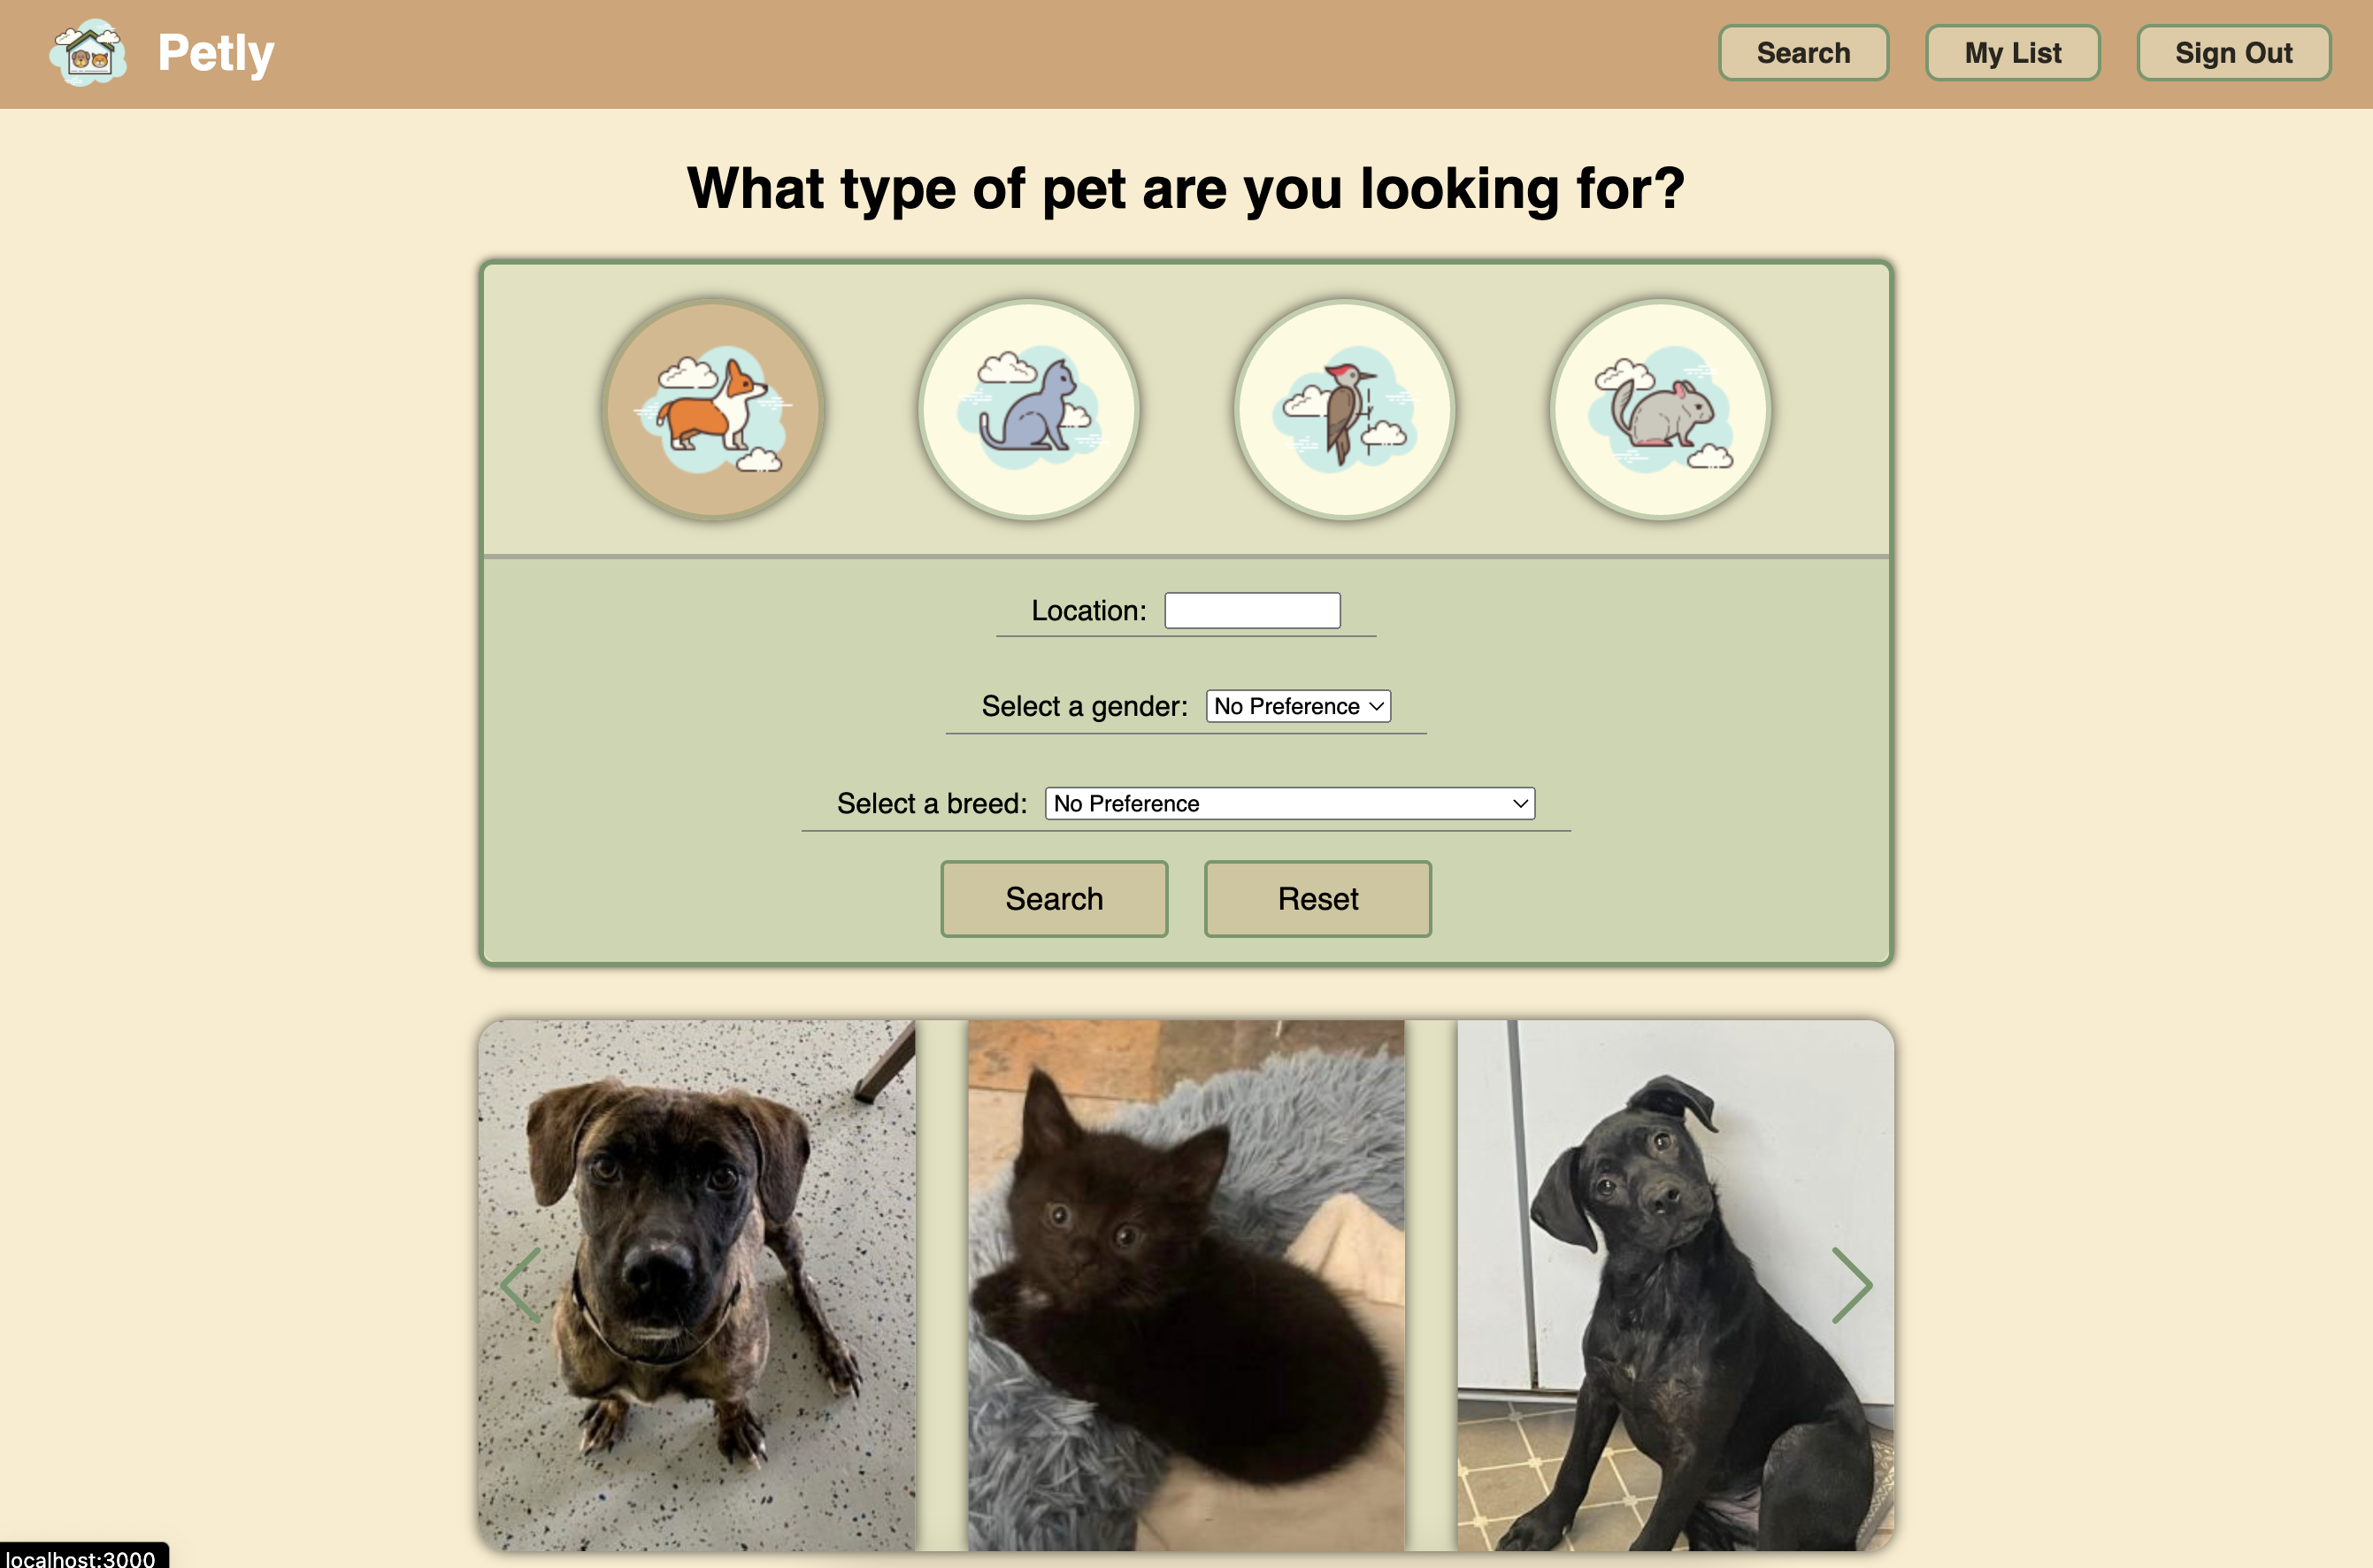 Petly
Search
My List
Sign Out
What type of pet are you looking for?
Location:
Select a gender: No Preference
Select a breed: No Preference
Search
Reset
localhost:3000